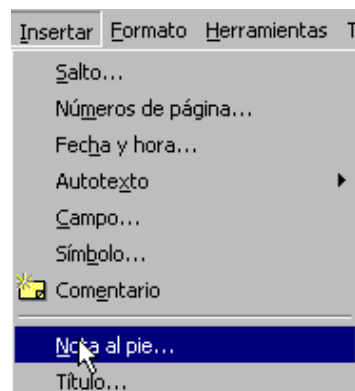 Insertar Formato Herramientas T
Salto...
Números de página...
Fecha y hora...
Autotexto
Campo...
Símbolo...
Comentario
Nota al pie...
Título...